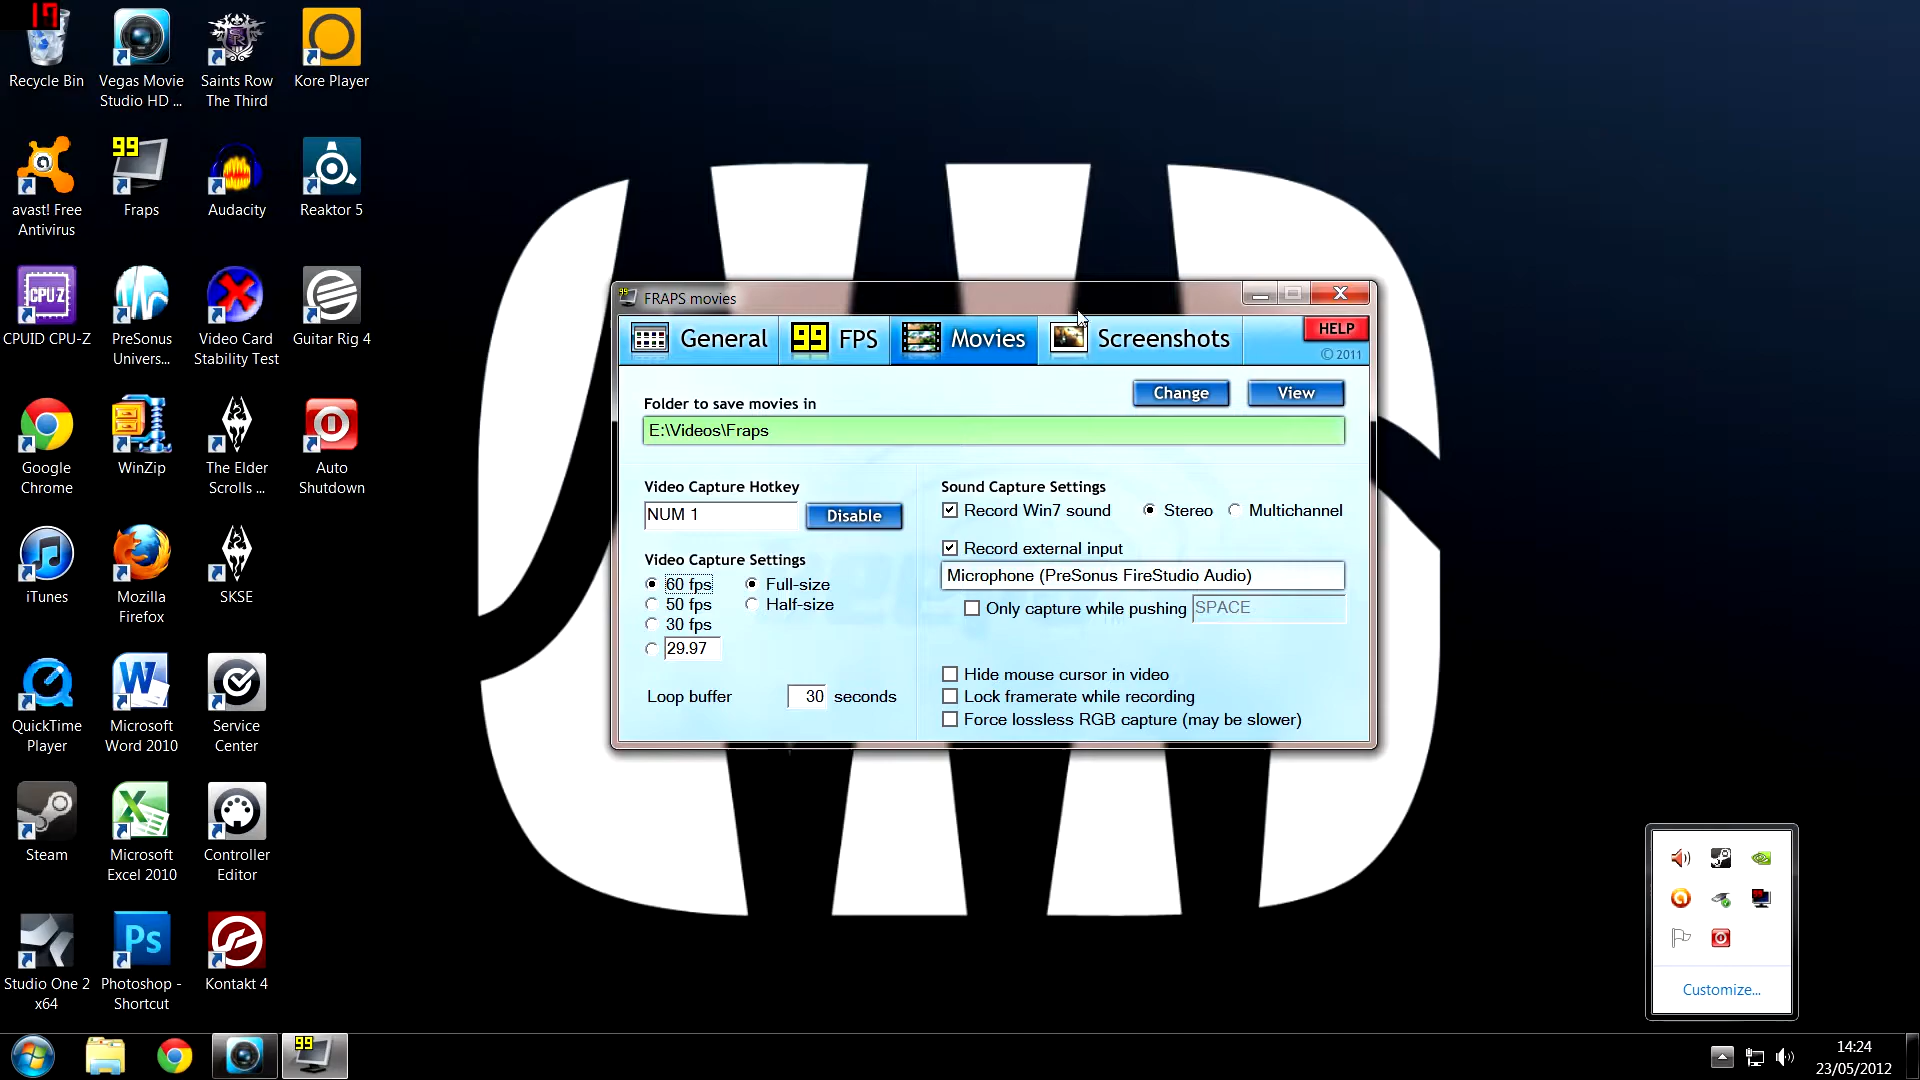 17
Recycle Bin
Vegas Movie
Studio HD ...
Saints Row
The Third
Kore Player
avast! Free
Antivirus
99
Fraps
Audacity
Reaktor 5
CPU-Z
CPUID CPU-Z
PreSonus
Univers...
Video Card
Stability Test
Guitar Rig 4
Google
Chrome
WinZip
The Elder
Scrolls ...
Auto
Shutdown
iTunes
Mozilla
Firefox
SKSE
QuickTime
Player
Microsoft
Word 2010
Service
Center
Steam
Microsoft
Excel 2010
Controller
Editor
Studio One 2
x64
Ps
Photoshop -
Shortcut
Kontakt 4
FRAPS movies
General
99 FPS
Movies
Screenshots
HELP
© 2011
Folder to save movies in
Change
View
E:\Videos\Fraps
Video Capture Hotkey
NUM 1
Disable
Video Capture Settings
60 fps
Full-size
50 fps
Half-size
30 fps
29.97
Loop buffer
30 seconds
Sound Capture Settings
Record Win7 sound
Stereo
Multichannel
Record external input
Microphone (PreSonus FireStudio Audio)
Only capture while pushing
SPACE
Hide mouse cursor in video
Lock framerate while recording
Force lossless RGB capture (may be slower)
Customize...
99
14:24
23/05/2012